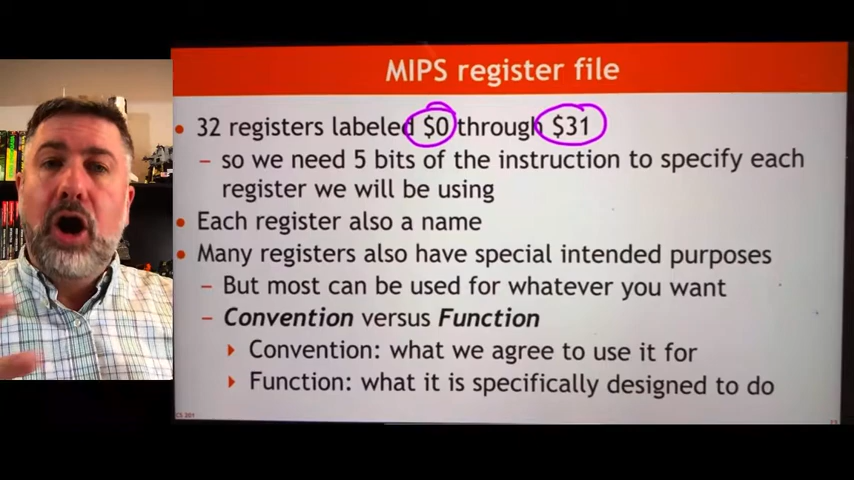 MIPS register file
• 32 registers labeled $0 through $31
– so we need 5 bits of the instruction to specify each
register we will be using
• Each register also a name
• Many registers also have special intended purposes
– But most can be used for whatever you want
– Convention versus Function
Convention: what we agree to use it for
Function: what it is specifically designed to do
CS 201